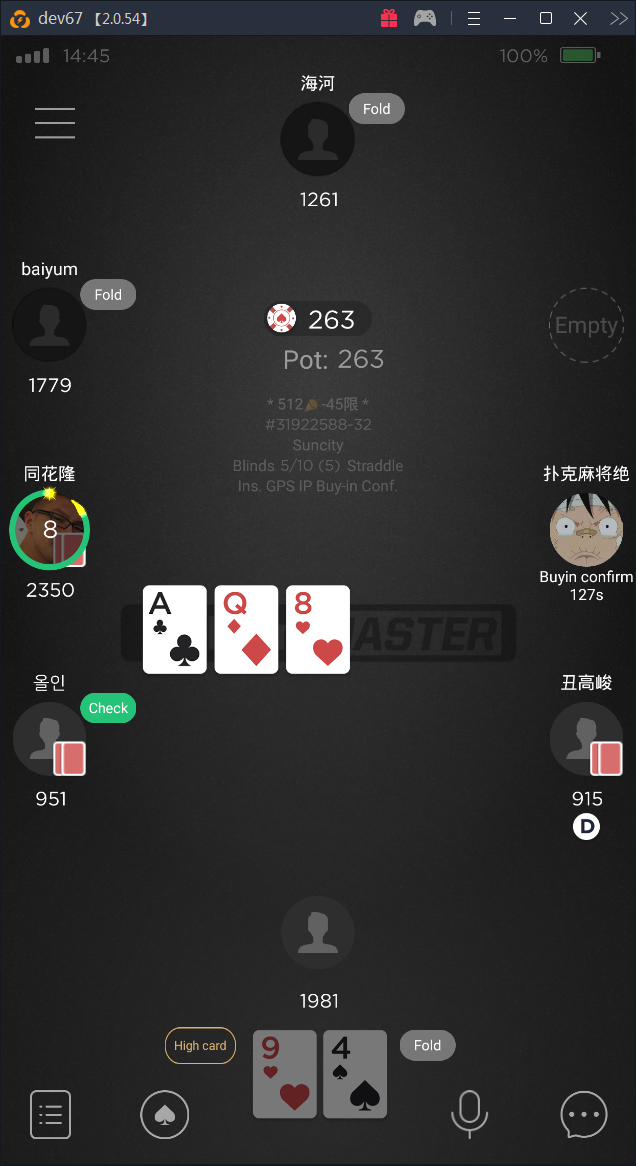 dev67 【2.0.54】
14:45
100%
海河
Fold
1261
baiyum
Fold
1779
263
Pot: 263
Empty
* 512 -45限 *
#31922588-32
Suncity
Blinds 5/10 (5) Straddle
Ins. GPS IP Buy-in Conf.
同花隆
8
2350
扑克麻将绝
Buyin confirm
127s
A
Q
8
ASTER
올인
Check
951
丑高峻
915
D
1981
High card
9
4
Fold